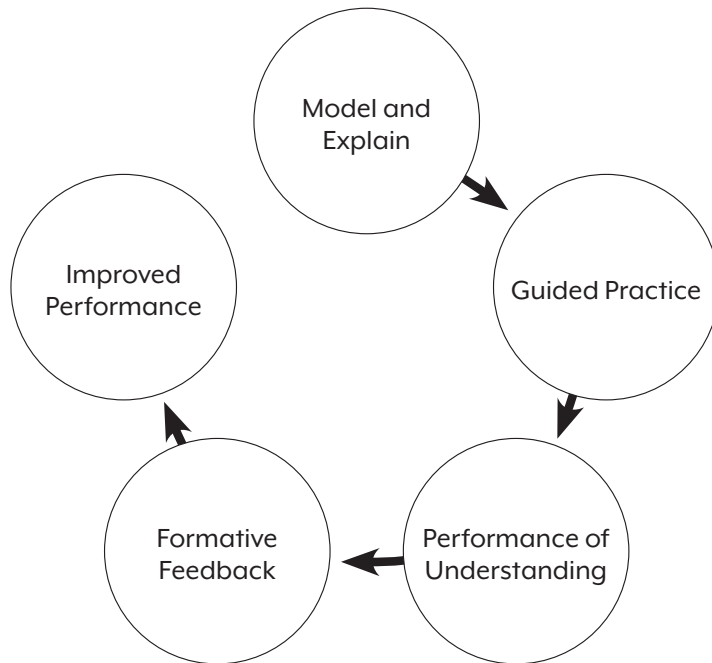 Model and
Explain
Guided Practice
Performance of
Understanding
Formative
Feedback
Improved
Performance